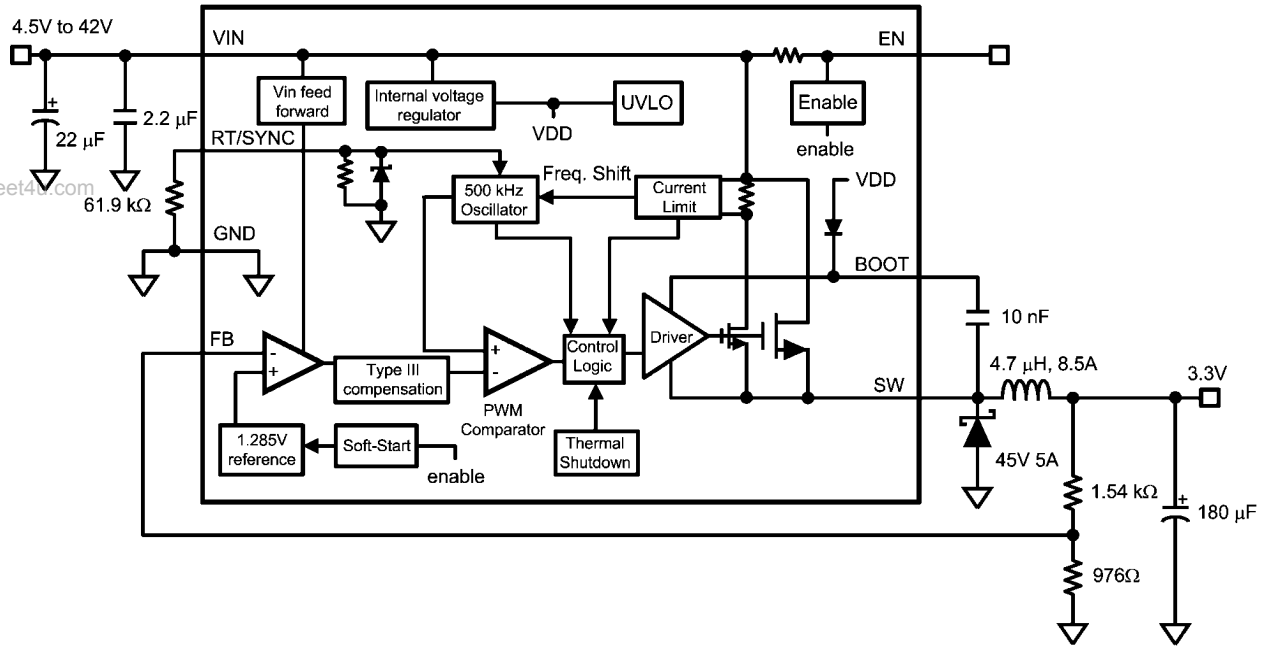 4.5V to 42V
VIN
EN
Vin feed
forward
Internal voltage
regulator
UVLO
VDD
Enable
enable
+
22 µF
2.2 µF
RT/SYNC
eet4u.com
61.9 kΩ
GND
500 kHz
Oscillator
Freq. Shift
Current
Limit
VDD
BOOT
10 nF
FB
-
+
Type III
compensation
+
-
PWM
Comparator
Control
Logic
Driver
SW
4.7 µH, 8.5A
3.3V
1.285V
reference
Soft-Start
enable
Thermal
Shutdown
45V 5A
1.54 kΩ
+
180 µF
976Ω